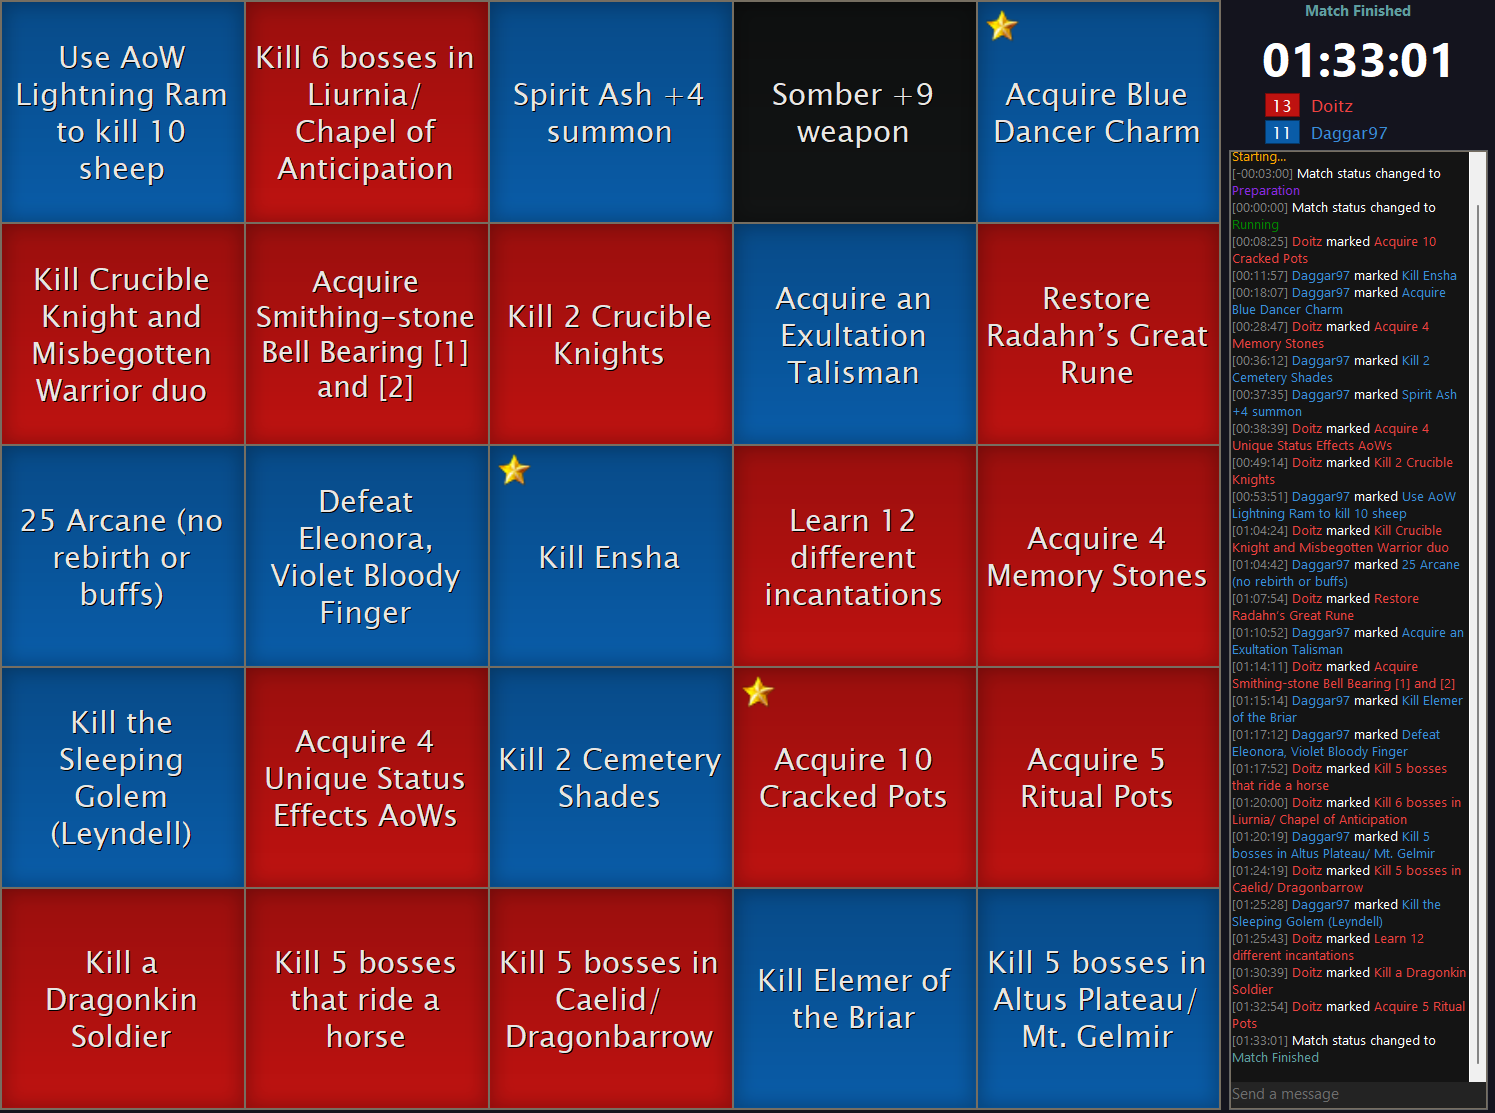 Use AoW
Lightning Ram
to kill 10
sheep
Kill 6 bosses in
Liurnia/
Chapel of
Anticipation
Spirit Ash +4
summon
Somber +9
weapon
Acquire Blue
Dancer Charm
Kill Crucible
Knight and
Misbegotten
Warrior duo
Acquire
Smithing-stone
Bell Bearing [1]
and [2]
Kill 2 Crucible
Knights
Acquire an
Exultation
Talisman
Restore
Radahn's Great
Rune
25 Arcane (no
rebirth or
buffs)
Defeat
Eleonora,
Violet Bloody
Finger
Kill Ensha
Learn 12
different
incantations
Acquire 4
Memory Stones
Kill the
Sleeping
Golem
(Leyndell)
Acquire 4
Unique Status
Effects AoWs
Kill 2 Cemetery
Shades
Acquire 10
Cracked Pots
Acquire 5
Ritual Pots
Kill a
Dragonkin
Soldier
Kill 5 bosses
that ride a
horse
Kill 5 bosses in
Caelid/
Dragonbarrow
Kill Elemer of
the Briar
Kill 5 bosses in
Altus Plateau/
Mt. Gelmir
Match Finished
01:33:01
13 Doitz
11 Daggar97
Starting...
[-00:03:00] Match status changed to
Preparation
[00:00:00] Match status changed to
Running
[00:08:25] Doitz marked Acquire 10
Cracked Pots
[00:11:57] Daggar97 marked Kill Ensha
[00:18:07] Daggar97 marked Acquire
Blue Dancer Charm
[00:28:47] Doitz marked Acquire 4
Memory Stones
[00:36:12] Daggar97 marked Kill 2
Cemetery Shades
[00:37:35] Daggar97 marked Spirit Ash
+4 summon
[00:38:39] Doitz marked Acquire 4
Unique Status Effects AoWs
[00:49:14] Doitz marked Kill 2 Crucible
Knights
[00:53:51] Daggar97 marked Use AoW
Lightning Ram to kill 10 sheep
[01:04:24] Doitz marked Kill Crucible
Knight and Misbegotten Warrior duo
[01:04:42] Daggar97 marked 25 Arcane
(no rebirth or buffs)
[01:07:54] Doitz marked Restore
Radahn's Great Rune
[01:10:52] Daggar97 marked Acquire an
Exultation Talisman
[01:14:11] Doitz marked Acquire
Smithing-stone Bell Bearing [1] and [2]
[01:15:14] Daggar97 marked Kill Elemer
of the Briar
[01:17:12] Daggar97 marked Defeat
Eleonora, Violet Bloody Finger
[01:17:52] Doitz marked Kill 5 bosses
that ride a horse
[01:20:00] Doitz marked Kill 6 bosses in
Liurnia/ Chapel of Anticipation
[01:20:19] Daggar97 marked Kill 5
bosses in Altus Plateau/ Mt. Gelmir
[01:24:19] Doitz marked Kill 5 bosses in
Caelid/ Dragonbarrow
[01:25:28] Daggar97 marked Kill the
Sleeping Golem (Leyndell)
[01:25:43] Doitz marked Learn 12
different incantations
[01:30:39] Doitz marked Kill a Dragonkin
Soldier
[01:32:54] Doitz marked Acquire 5 Ritual
Pots
[01:33:01] Match status changed to
Match Finished
Send a message